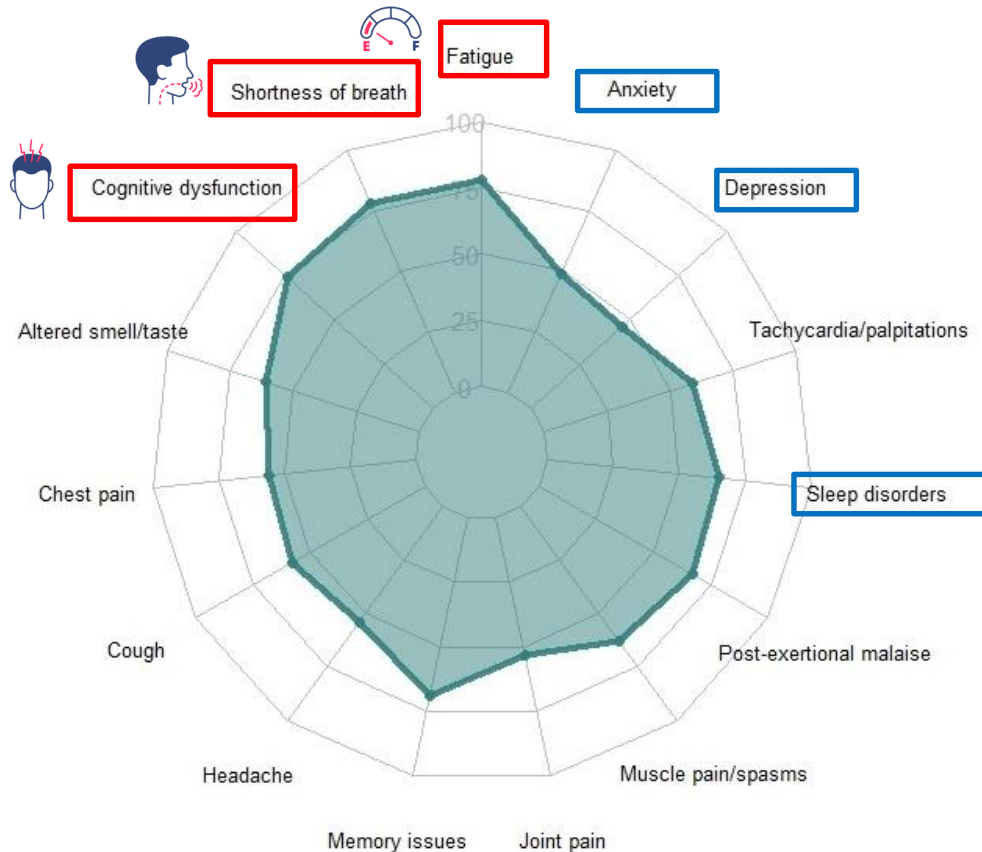 E F
Fatigue
Shortness of breath
Anxiety
Cognitive dysfunction
Depression
100
75
50
25
0
Altered smell/taste
Tachycardia/palpitations
Chest pain
Sleep disorders
Cough
Post-exertional malaise
Headache
Muscle pain/spasms
Memory issues
Joint pain